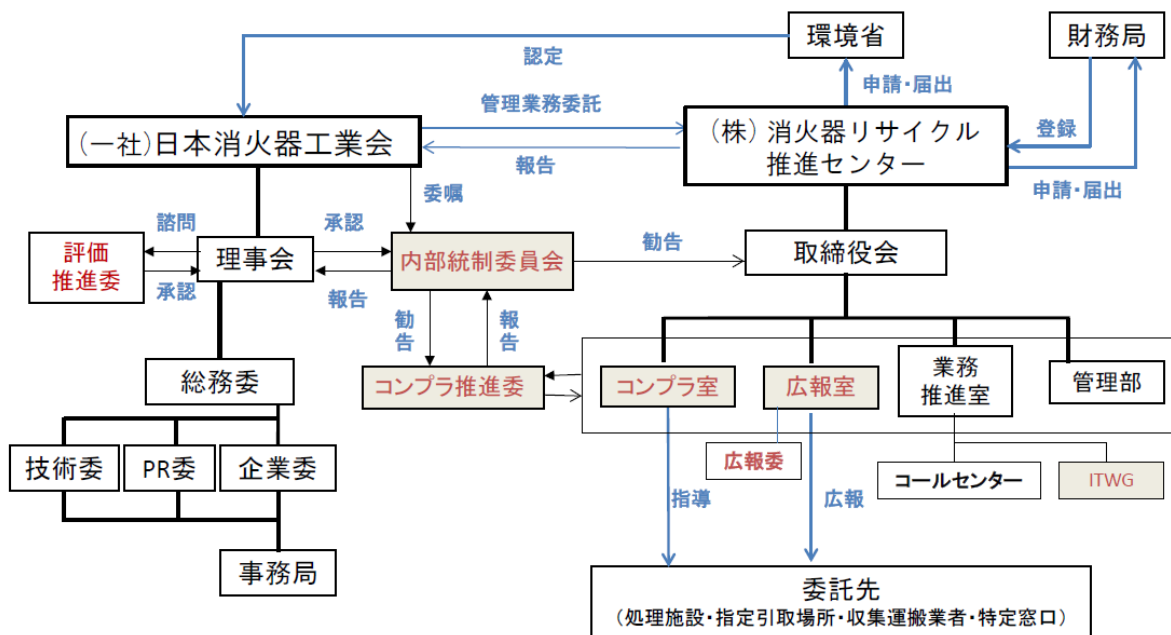 環境省
財務局
認定
申請・届出
管理業務委託
(一社)日本消火器工業会
(株)消火器リサイクル
推進センター
登録
報告
申請・届出
委嘱
諮問
承認
評価
推進委
理事会
内部統制委員会
勧告
取締役会
承認
報告
勧告
報告
総務委
コンプラ推進委
コンプラ室
広報室
業務
推進室
管理部
技術委
PR委
企業委
広報委
コールセンター
ITWG
指導
広報
事務局
委託先
(処理施設・指定引取場所・収集運搬業者・特定窓口)